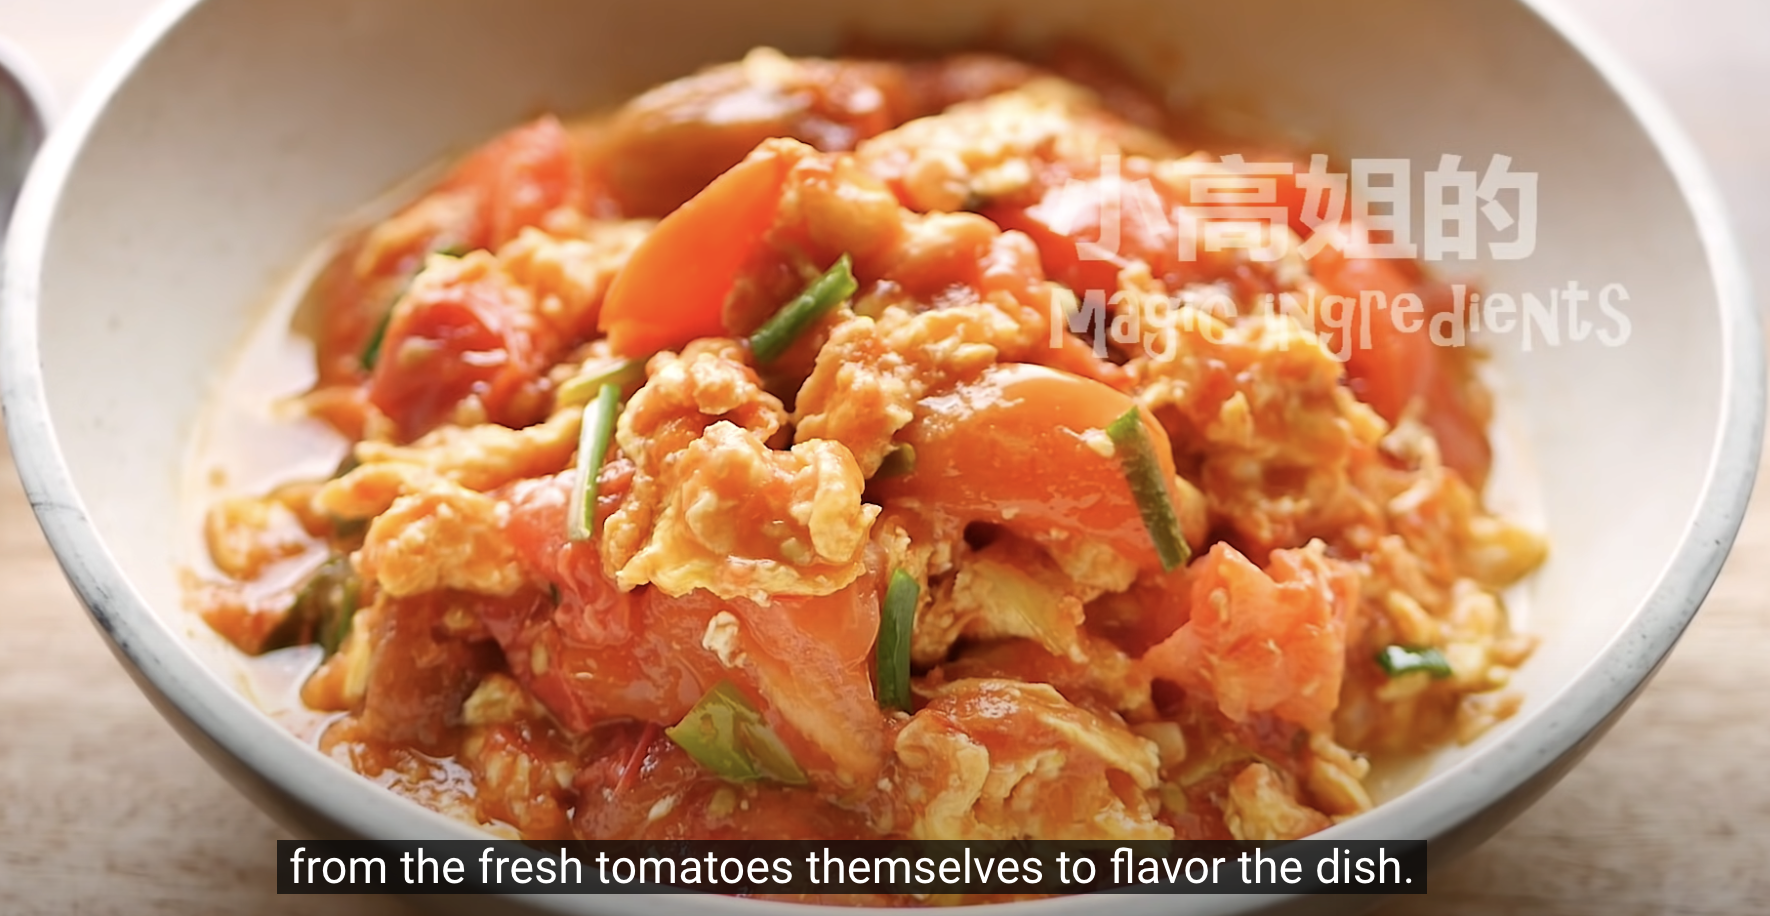 小高姐的
Magic ingredients
from the fresh tomatoes themselves to flavor the dish.